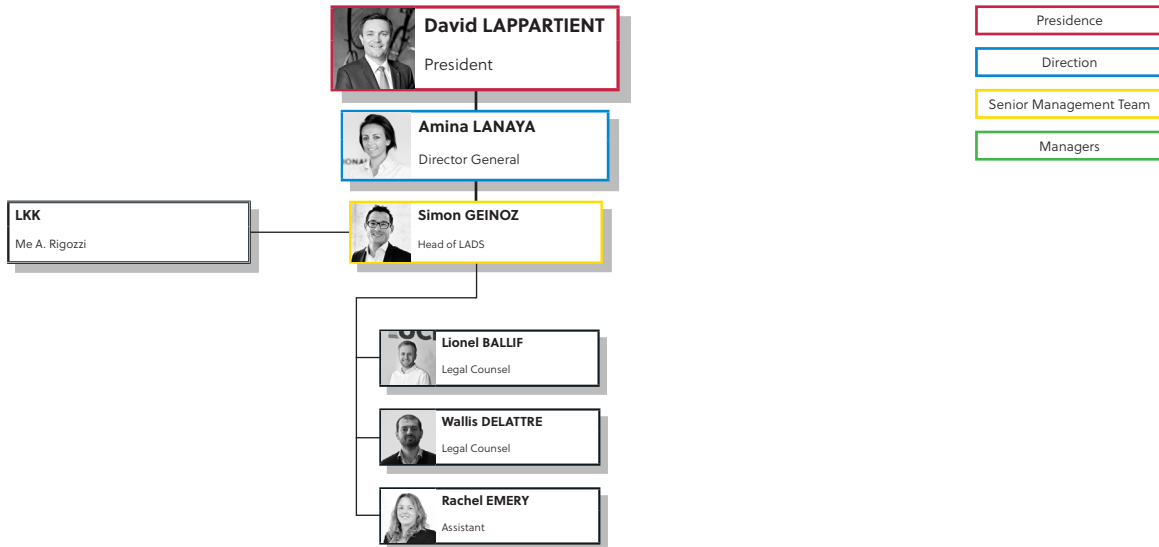 David LAPPARTIENT
President
Presidence
Direction
Senior Management Team
Managers
Amina LANAYA
Director General
LKK
Me A. Rigozzi
Simon GEINOZ
Head of LADS
Lionel BALLIF
Legal Counsel
Wallis DELATTRE
Legal Counsel
Rachel EMERY
Assistant